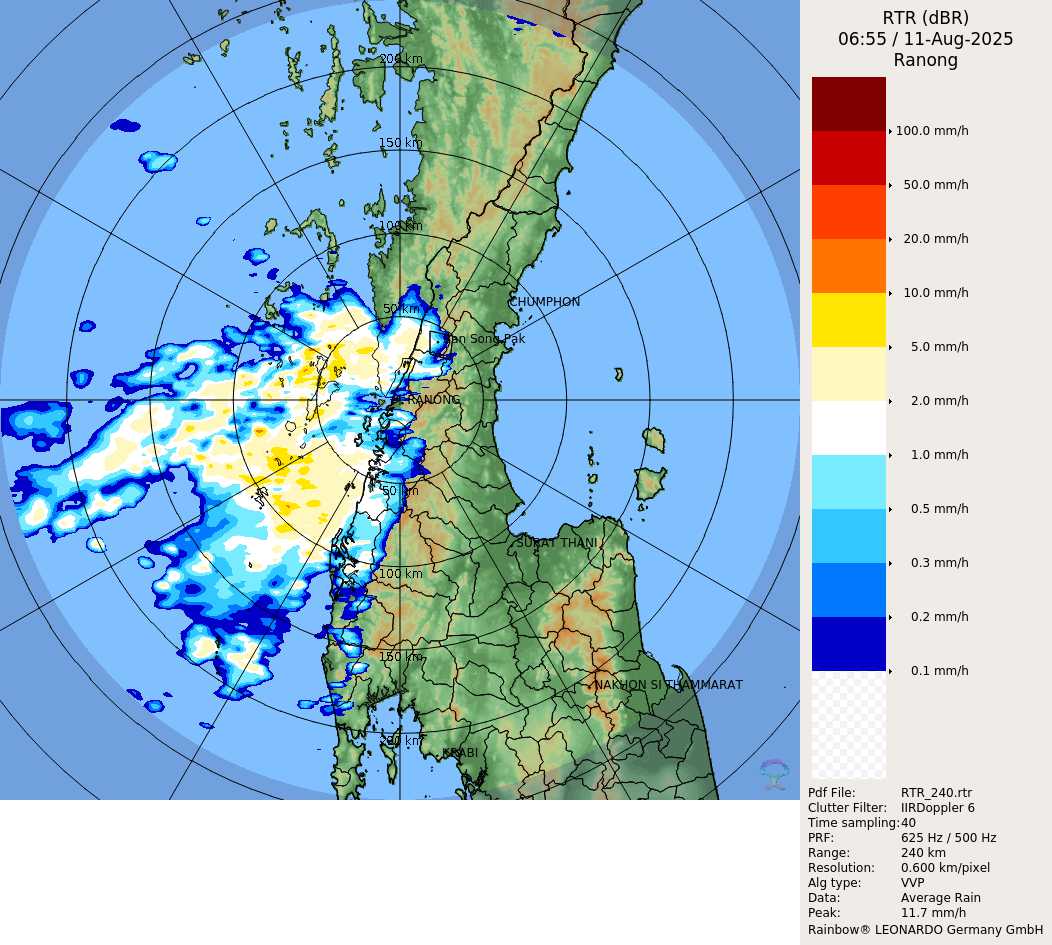 RTR (dBR)
06:55 / 11-Aug-2025
Ranong
200 km
150 km
100 km
50 km
CHUMPHON
RANONG
50 km
SURAT THANI
100 km
150 km
NAKHON SI THAMMARAT
200 km
KRABI
100.0 mm/h
50.0 mm/h
20.0 mm/h
10.0 mm/h
5.0 mm/h
2.0 mm/h
1.0 mm/h
0.5 mm/h
0.3 mm/h
0.2 mm/h
0.1 mm/h
Pdf File: RTR_240.rtr
Clutter Filter: IIRDoppler 6
Time sampling: 40
PRF: 625 Hz / 500 Hz
Range: 240 km
Resolution: 0.600 km/pixel
Alg type: VVP
Data: Average Rain
Peak: 11.7 mm/h
Rainbow® LEONARDO Germany GmbH